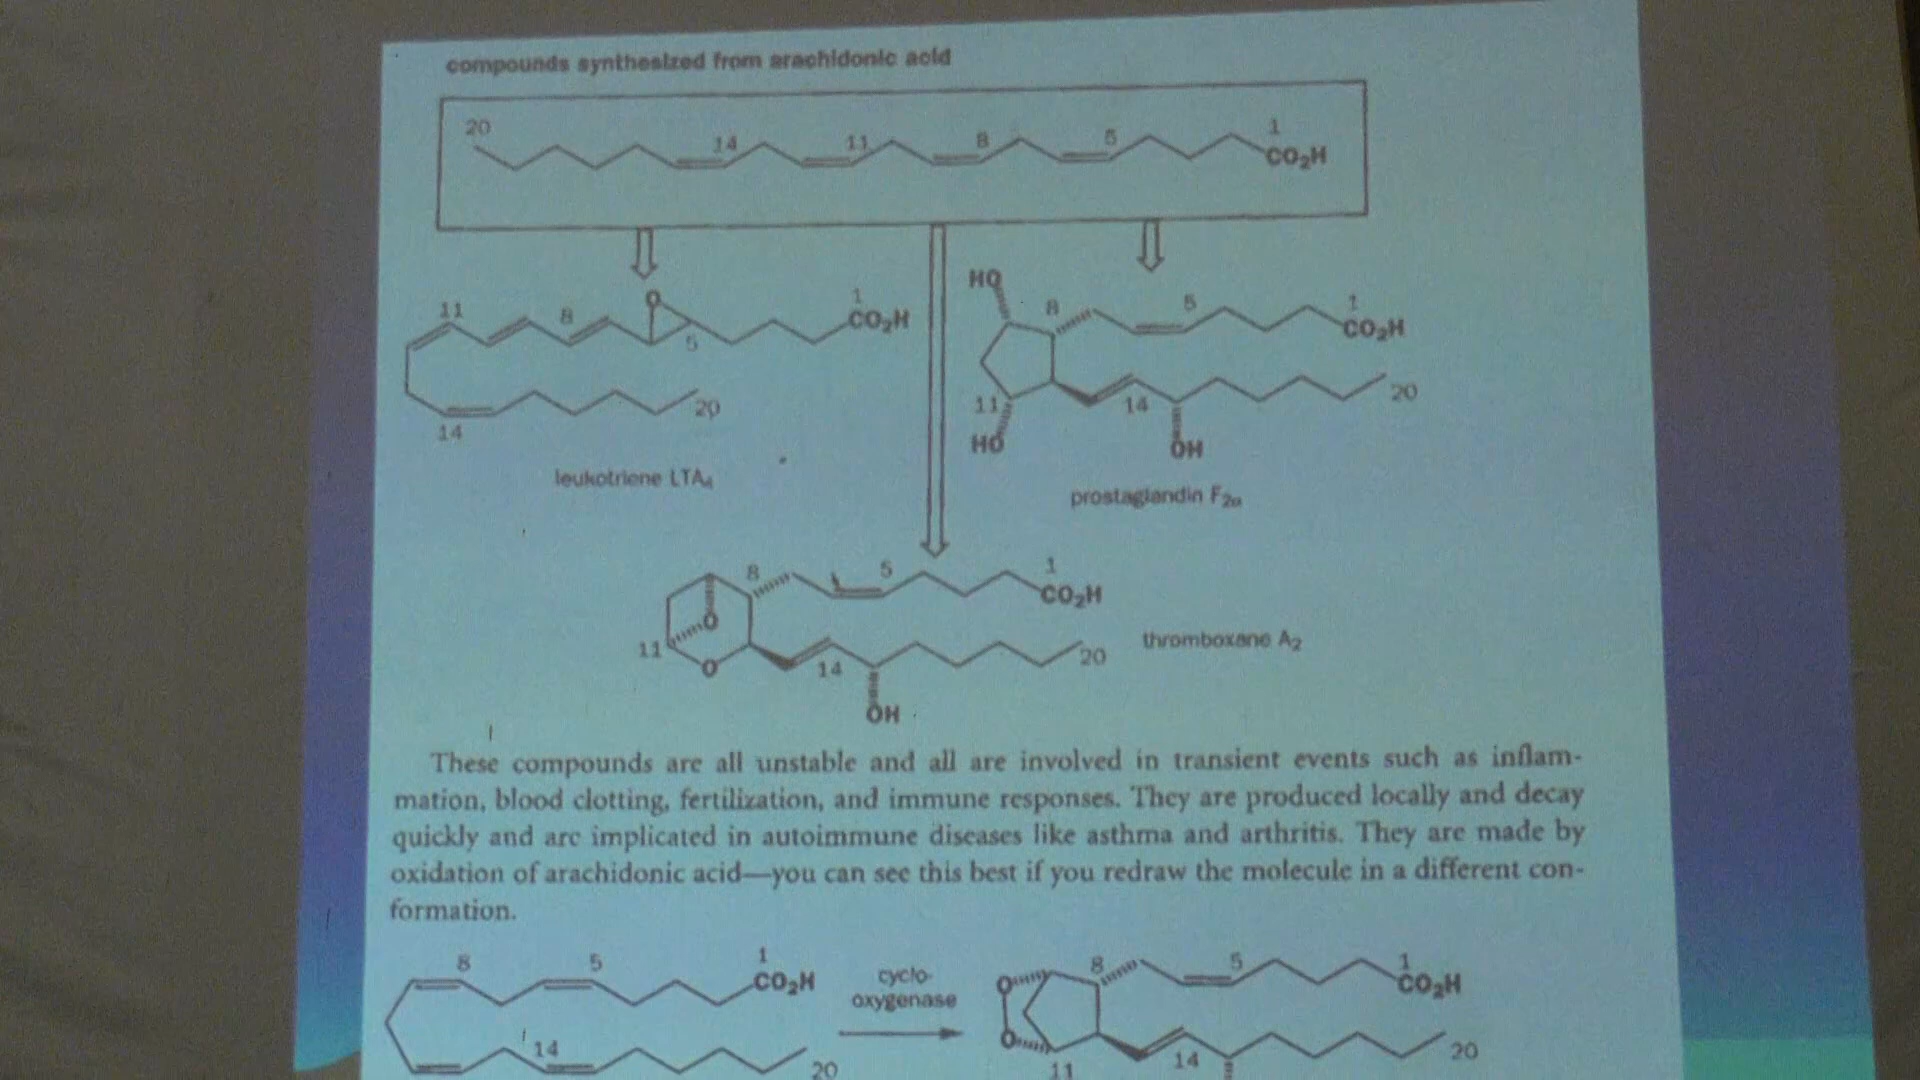 compounds synthesized from arachidonic acid
20 14 11 8 5 1
CO₂H
11 8 O 5 1
CO₂H
14 20
leukotriene LTA₄
HO 8 5 1
CO₂H
11 14 20
HO OH
prostaglandin F₂α
8 5 1
CO₂H
O
11 O 14 20
OH
thromboxane A₂
These compounds are all unstable and all are involved in transient events such as inflam-
mation, blood clotting, fertilization, and immune responses. They are produced locally and decay
quickly and are implicated in autoimmune diseases like asthma and arthritis. They are made by
oxidation of arachidonic acid—you can see this best if you redraw the molecule in a different con-
formation.
8 5 1
CO₂H
14 20
cyclo-
oxygenase
O 8 5 1
CO₂H
O 11 14 20